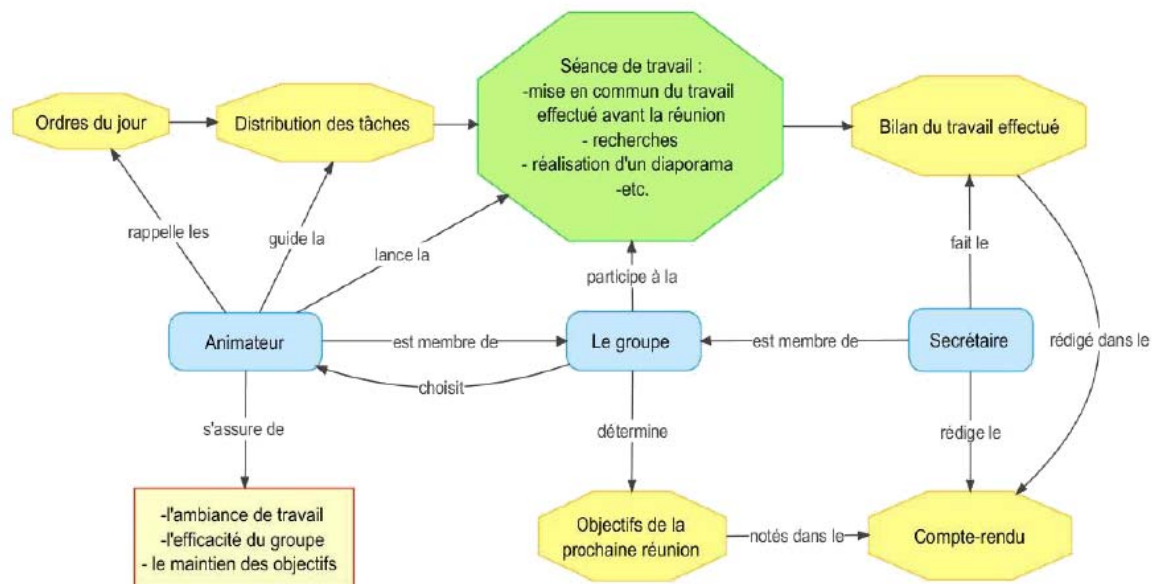 Séance de travail :
-mise en commun du travail
effectué avant la réunion
- recherches
- réalisation d'un diaporama
-etc.
Ordres du jour
Distribution des tâches
Bilan du travail effectué
rappelle les
guide la
lance la
participe à la
fait le
Animateur
est membre de
Le groupe
est membre de
Secrétaire
rédigé dans le
choisit
s'assure de
détermine
rédige le
-l'ambiance de travail
-l'efficacité du groupe
- le maintien des objectifs
Objectifs de la
prochaine réunion
notés dans le
Compte-rendu